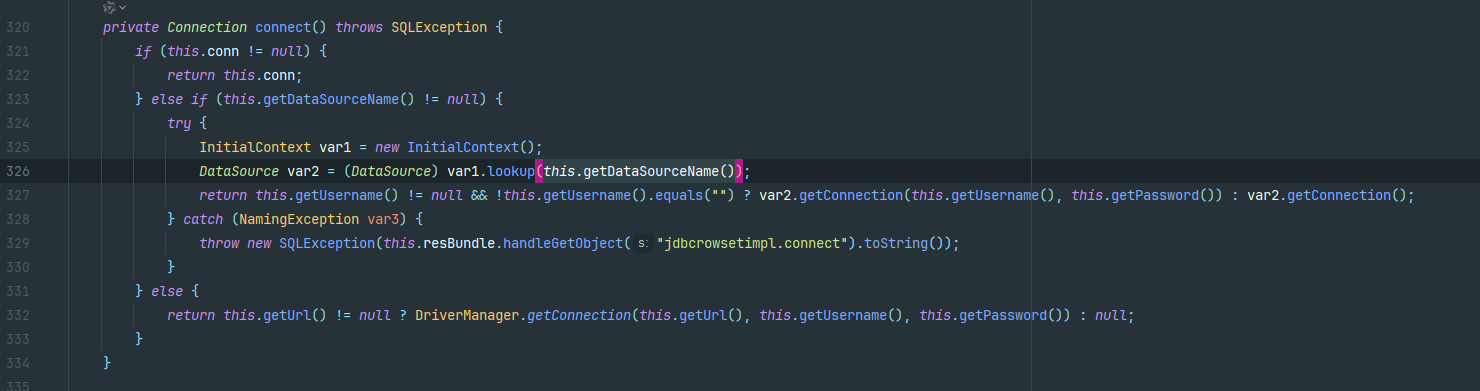 320 private Connection connect() throws SQLException {
321 if (this.conn != null) {
322 return this.conn;
323 } else if (this.getDataSourceName() != null) {
324 try {
325 InitialContext var1 = new InitialContext();
326 DataSource var2 = (DataSource) var1.lookup(this.getDataSourceName());
327 return this.getUsername() != null && !this.getUsername().equals("") ? var2.getConnection(this.getUsername(), this.getPassword()) : var2.getConnection();
328 } catch (NamingException var3) {
329 throw new SQLException(this.resBundle.handleGetObject( s: "jdbcrowsetimpl.connect").toString());
330 }
331 } else {
332 return this.getUrl() != null ? DriverManager.getConnection(this.getUrl(), this.getUsername(), this.getPassword()) : null;
333 }
334 }
335